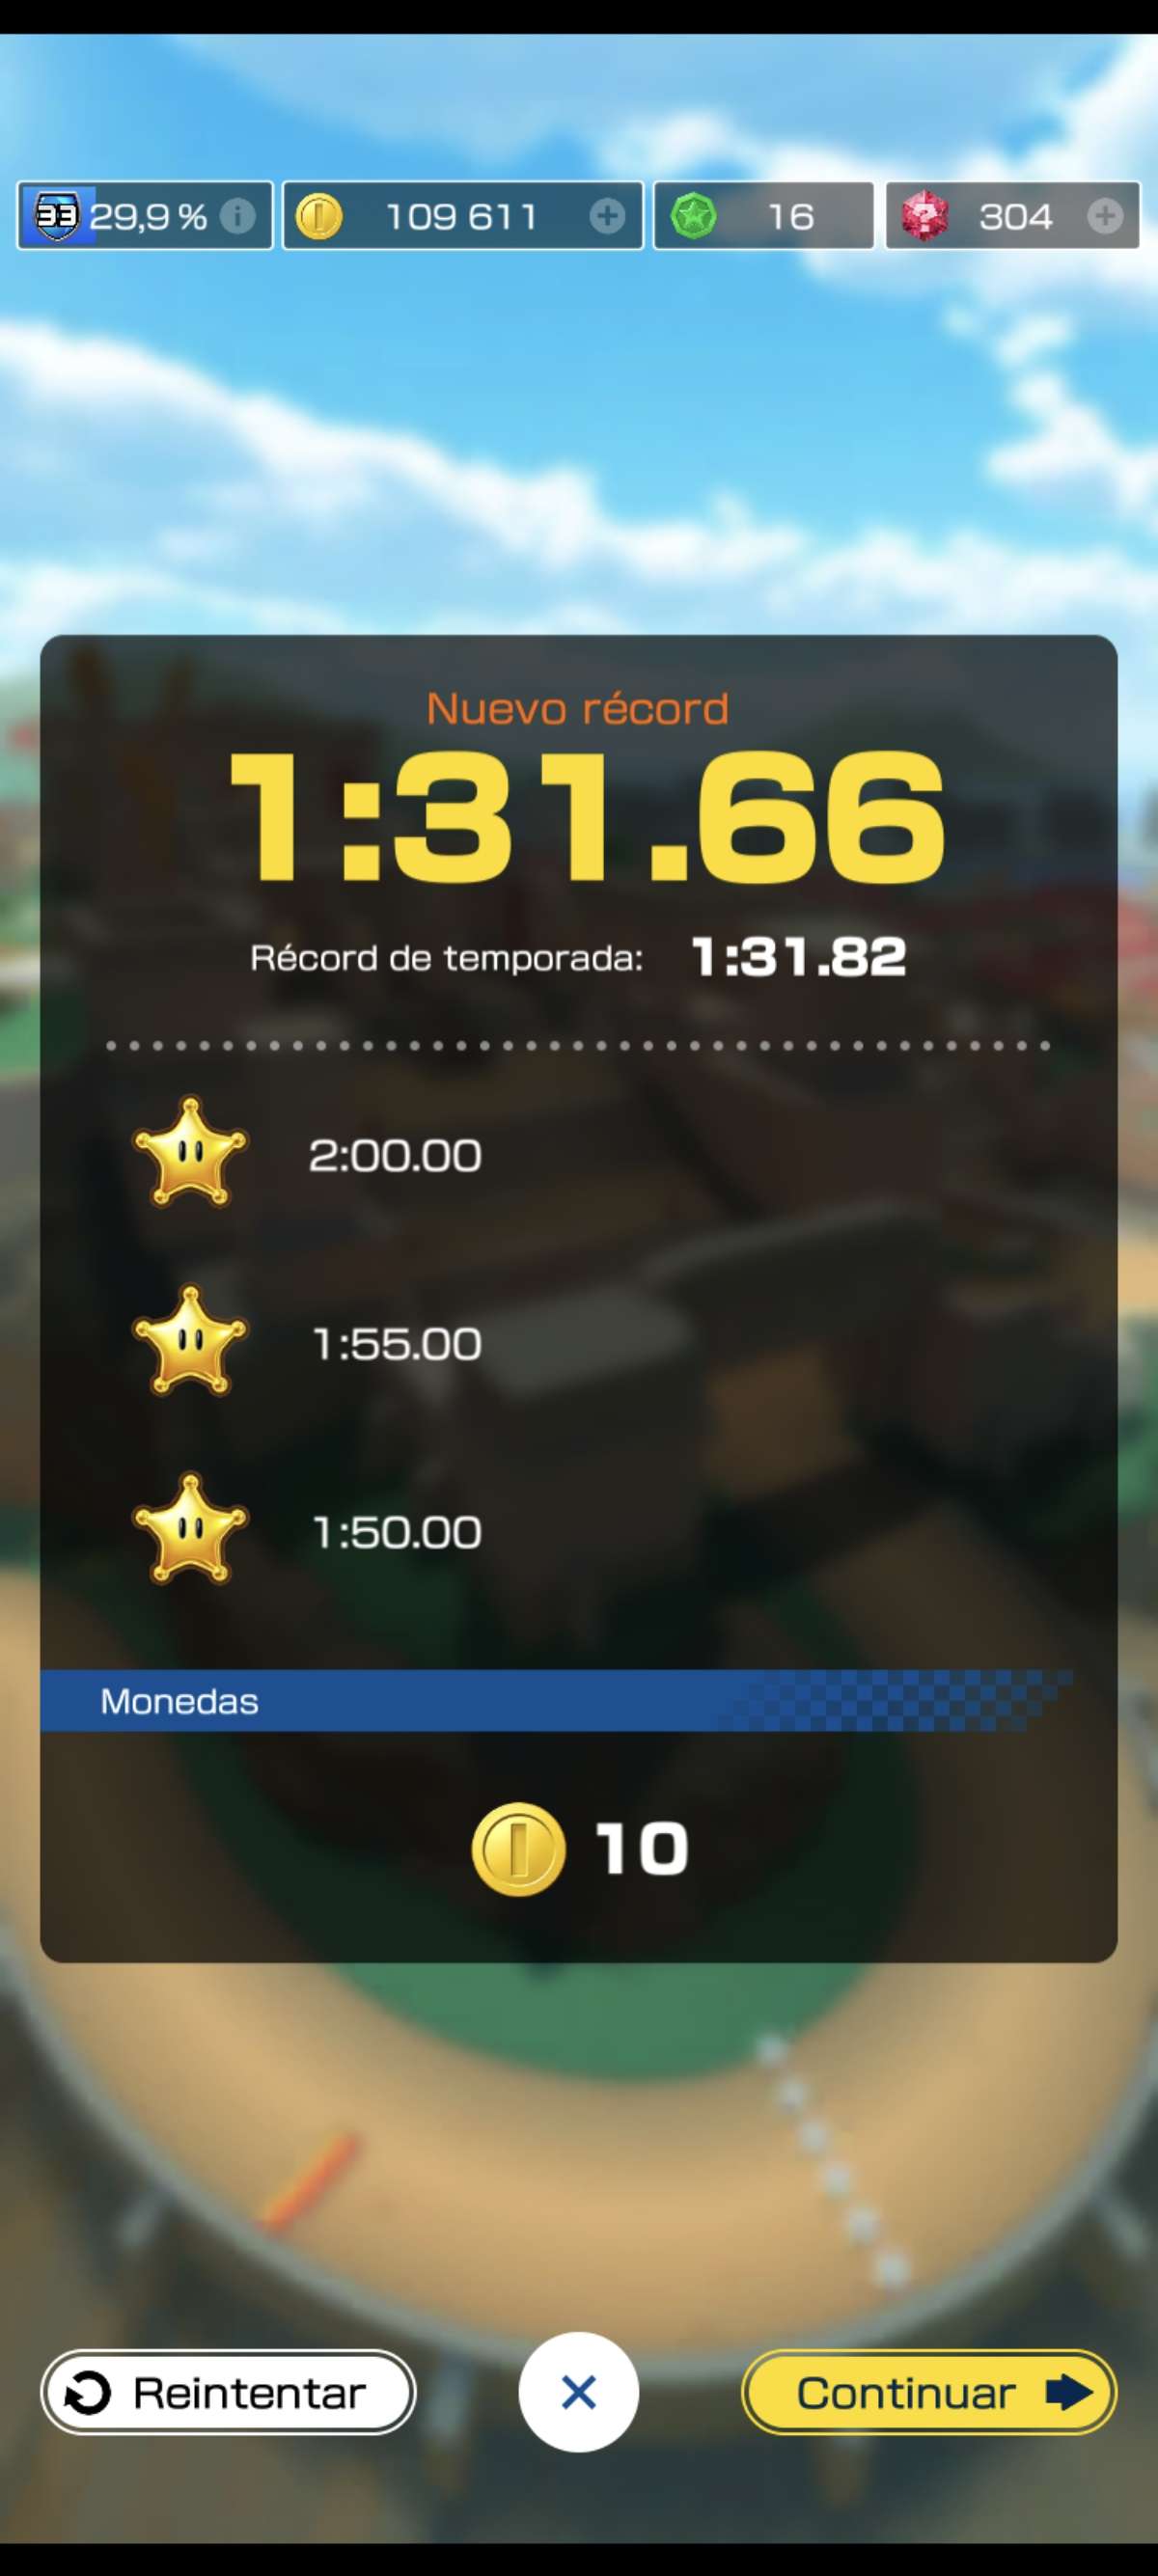 33 29,9 % i 109 611 + 16 304 +
Nuevo récord
1:31.66
Récord de temporada: 1:31.82
2:00.00
1:55.00
1:50.00
Monedas
10
Reintentar × Continuar